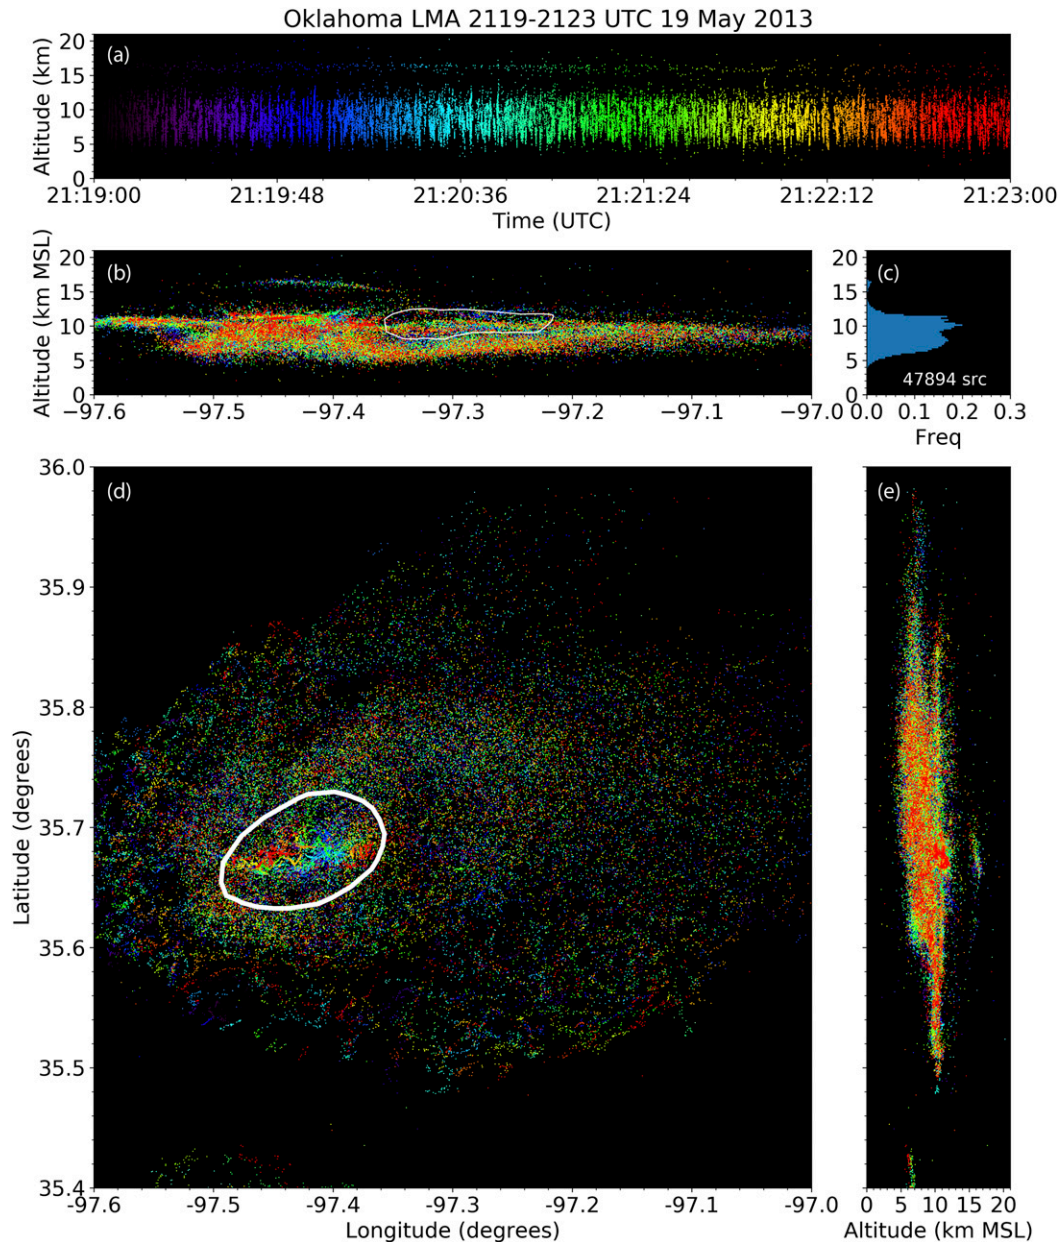 Oklahoma LMA 2119-2123 UTC 19 May 2013
(a)
Altitude (km)
20
15
10
5
0
21:19:00 21:19:48 21:20:36 21:21:24 21:22:12 21:23:00
Time (UTC)
(b)
Altitude (km MSL)
20
15
10
5
0
−97.6 −97.5 −97.4 −97.3 −97.2 −97.1 −97.0
(c)
20
15
10
5
0
47894 src
0.0 0.1 0.2 0.3
Freq
(d)
Latitude (degrees)
36.0
35.9
35.8
35.7
35.6
35.5
35.4
-97.6 -97.5 -97.4 -97.3 -97.2 -97.1 -97.0
Longitude (degrees)
(e)
0 5 10 15 20
Altitude (km MSL)